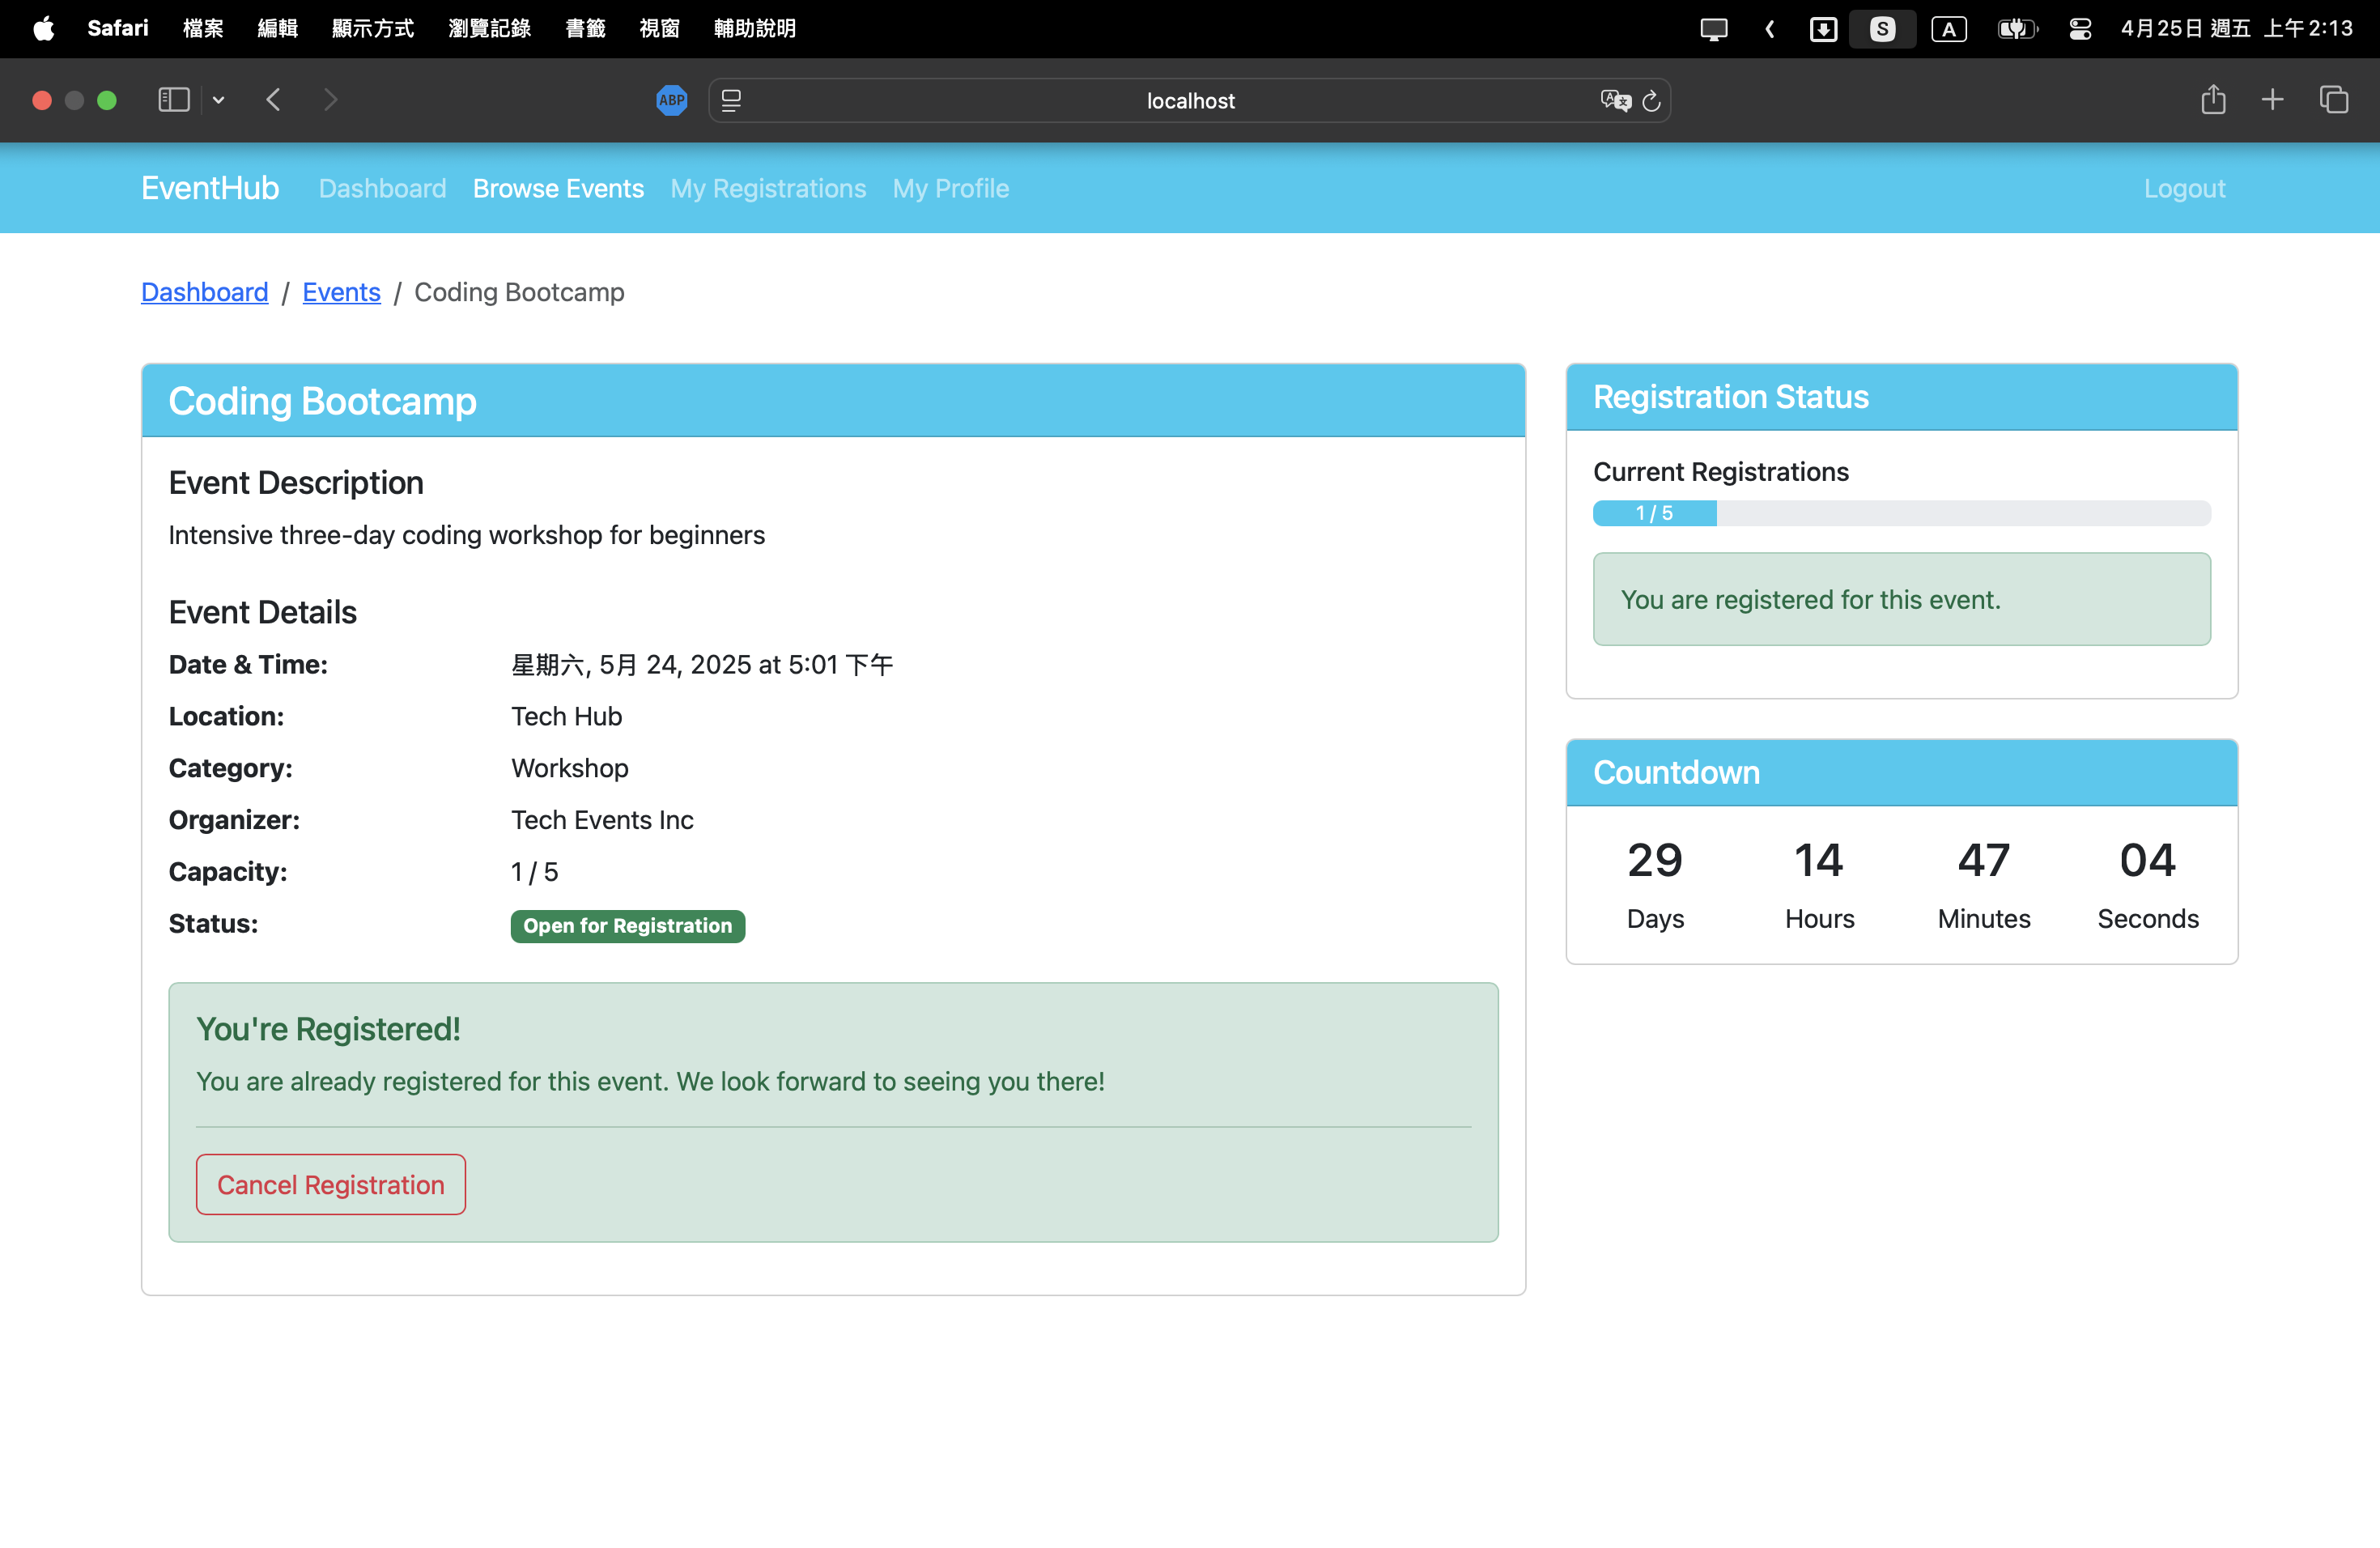 Safari 檔案 編輯 顯示方式 瀏覽記錄 書籤 視窗 輔助說明 S A 4月25日 週五 上午2:13
ABP localhost
EventHub Dashboard Browse Events My Registrations My Profile Logout
Dashboard / Events / Coding Bootcamp
Coding Bootcamp
Event Description
Intensive three-day coding workshop for beginners
Event Details
Date & Time: 星期六, 5月 24, 2025 at 5:01 下午
Location: Tech Hub
Category: Workshop
Organizer: Tech Events Inc
Capacity: 1 / 5
Status: Open for Registration
You're Registered!
You are already registered for this event. We look forward to seeing you there!
Cancel Registration
Registration Status
Current Registrations
1 / 5
You are registered for this event.
Countdown
29 14 47 04
Days Hours Minutes Seconds